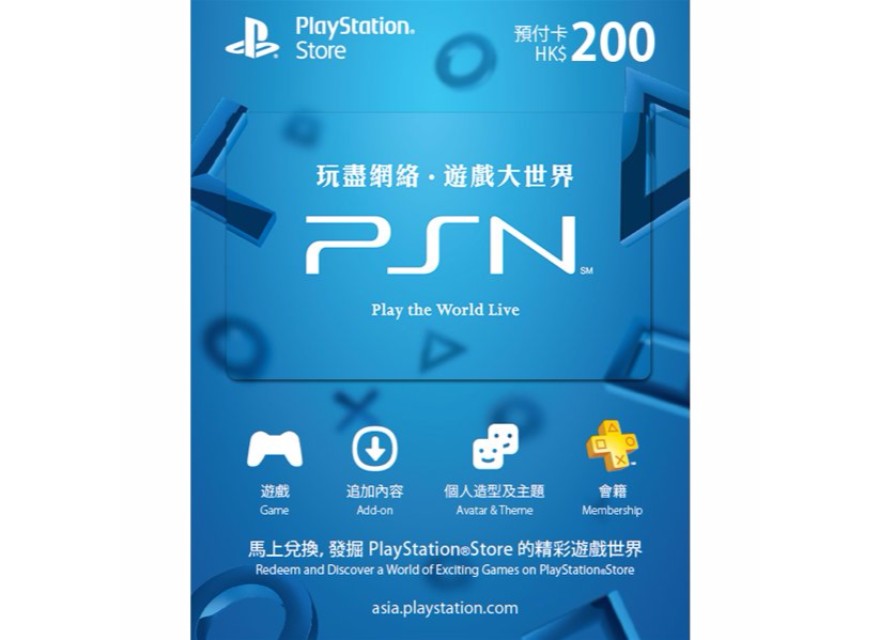 PlayStation®
Store
預付卡
HK$ 200
玩盡網絡・遊戲大世界
PSN SM
Play the World Live
遊戲
Game
追加內容
Add-on
個人造型及主題
Avatar & Theme
會籍
Membership
馬上兌換, 發掘 PlayStation®Store 的精彩遊戲世界
Redeem and Discover a World of Exciting Games on PlayStation®Store
asia.playstation.com